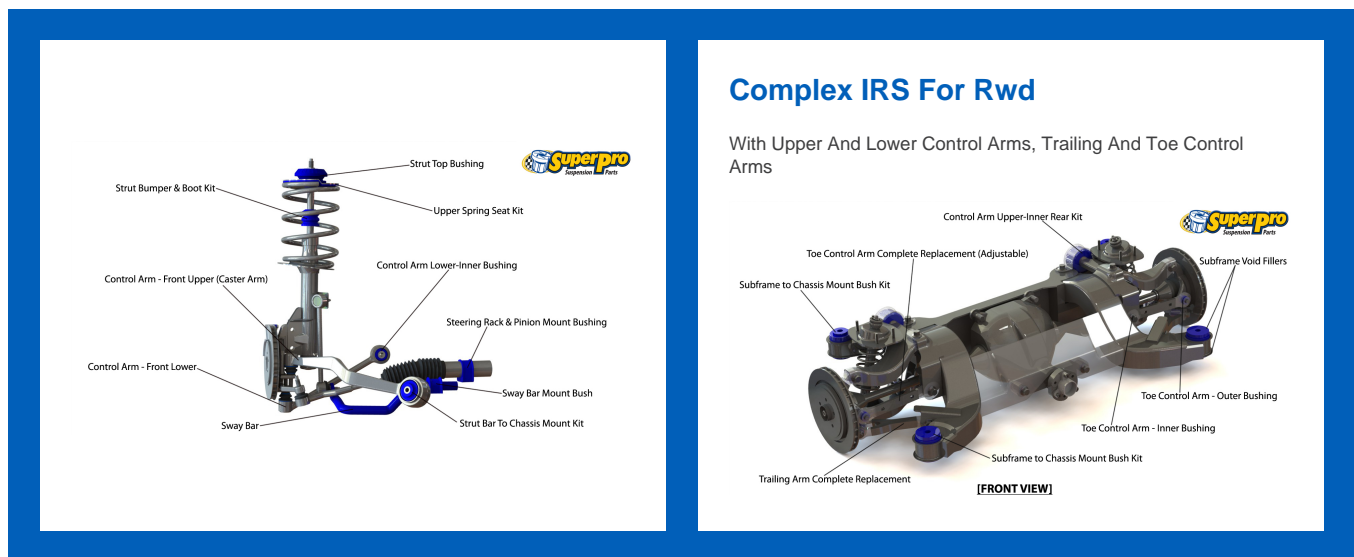 Strut Top Bushing
SuperPro
Suspension Parts
Strut Bumper & Boot Kit
Upper Spring Seat Kit
Control Arm Lower-Inner Bushing
Control Arm - Front Upper (Caster Arm)
Steering Rack & Pinion Mount Bushing
Control Arm - Front Lower
Sway Bar Mount Bush
Sway Bar
Strut Bar To Chassis Mount Kit
Complex IRS For Rwd
With Upper And Lower Control Arms, Trailing And Toe Control
Arms
Control Arm Upper-Inner Rear Kit
SuperPro
Suspension Parts
Toe Control Arm Complete Replacement (Adjustable)
Subframe Void Fillers
Subframe to Chassis Mount Bush Kit
Toe Control Arm - Outer Bushing
Toe Control Arm - Inner Bushing
Subframe to Chassis Mount Bush Kit
Trailing Arm Complete Replacement
[FRONT VIEW]